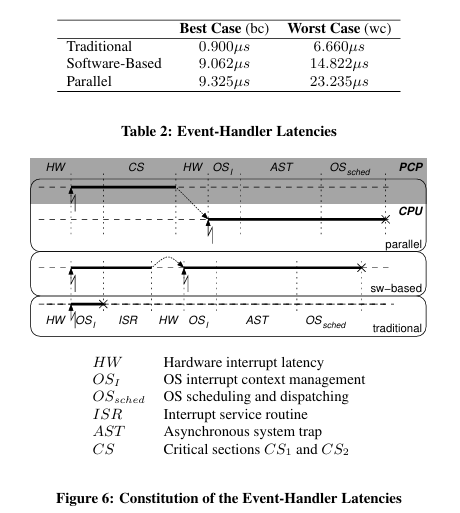 Best Case (bc) Worst Case (wc)
Traditional 0.900μs 6.660μs
Software-Based 9.062μs 14.822μs
Parallel 9.325μs 23.235μs
Table 2: Event-Handler Latencies
HW CS HW OS_I AST OS_sched PCP
CPU
parallel
sw-based
HW OS_I ISR HW OS_I AST OS_sched traditional
HW Hardware interrupt latency
OS_I OS interrupt context management
OS_sched OS scheduling and dispatching
ISR Interrupt service routine
AST Asynchronous system trap
CS Critical sections CS_1 and CS_2
Figure 6: Constitution of the Event-Handler Latencies